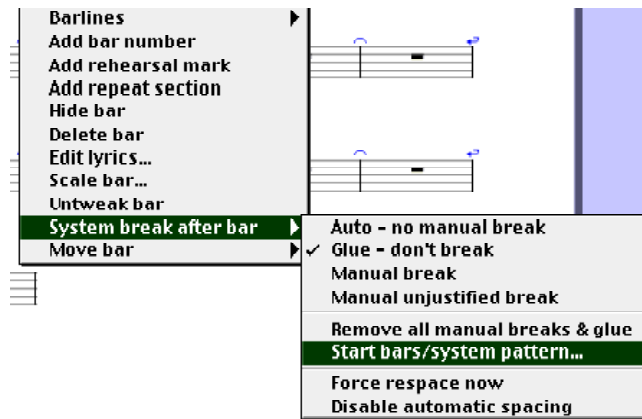 Barlines
Add bar number
Add rehearsal mark
Add repeat section
Hide bar
Delete bar
Edit lyrics...
Scale bar...
Untweak bar
System break after bar
Move bar
Auto - no manual break
Glue - don't break
Manual break
Manual unjustified break
Remove all manual breaks & glue
Start bars/system pattern...
Force respace now
Disable automatic spacing